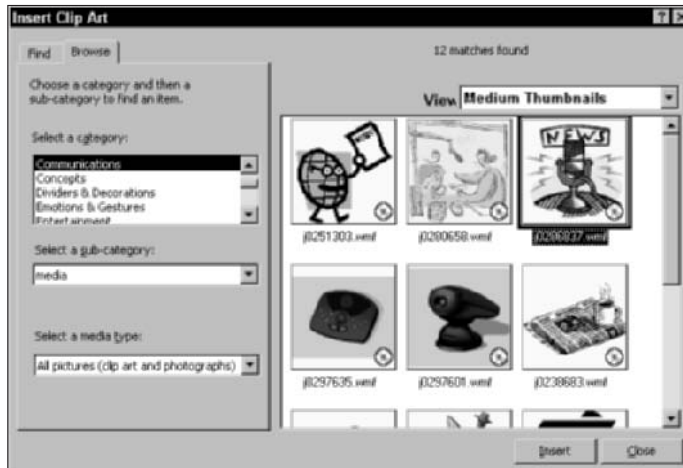 Insert Clip Art
Find
Browse
12 matches found
Choose a category and then a
sub-category to find an item.
View Medium Thumbnails
Select a category:
Communications
Concepts
Dividers & Decorations
Emotions & Gestures
Entertainment
Select a sub-category:
media
Select a media type:
All pictures (clip art and photographs)
NEWS
j0251303.wmf
j0280658.wmf
j0286837.wmf
j0297635.wmf
j0297601.wmf
j0238683.wmf
Insert
Close